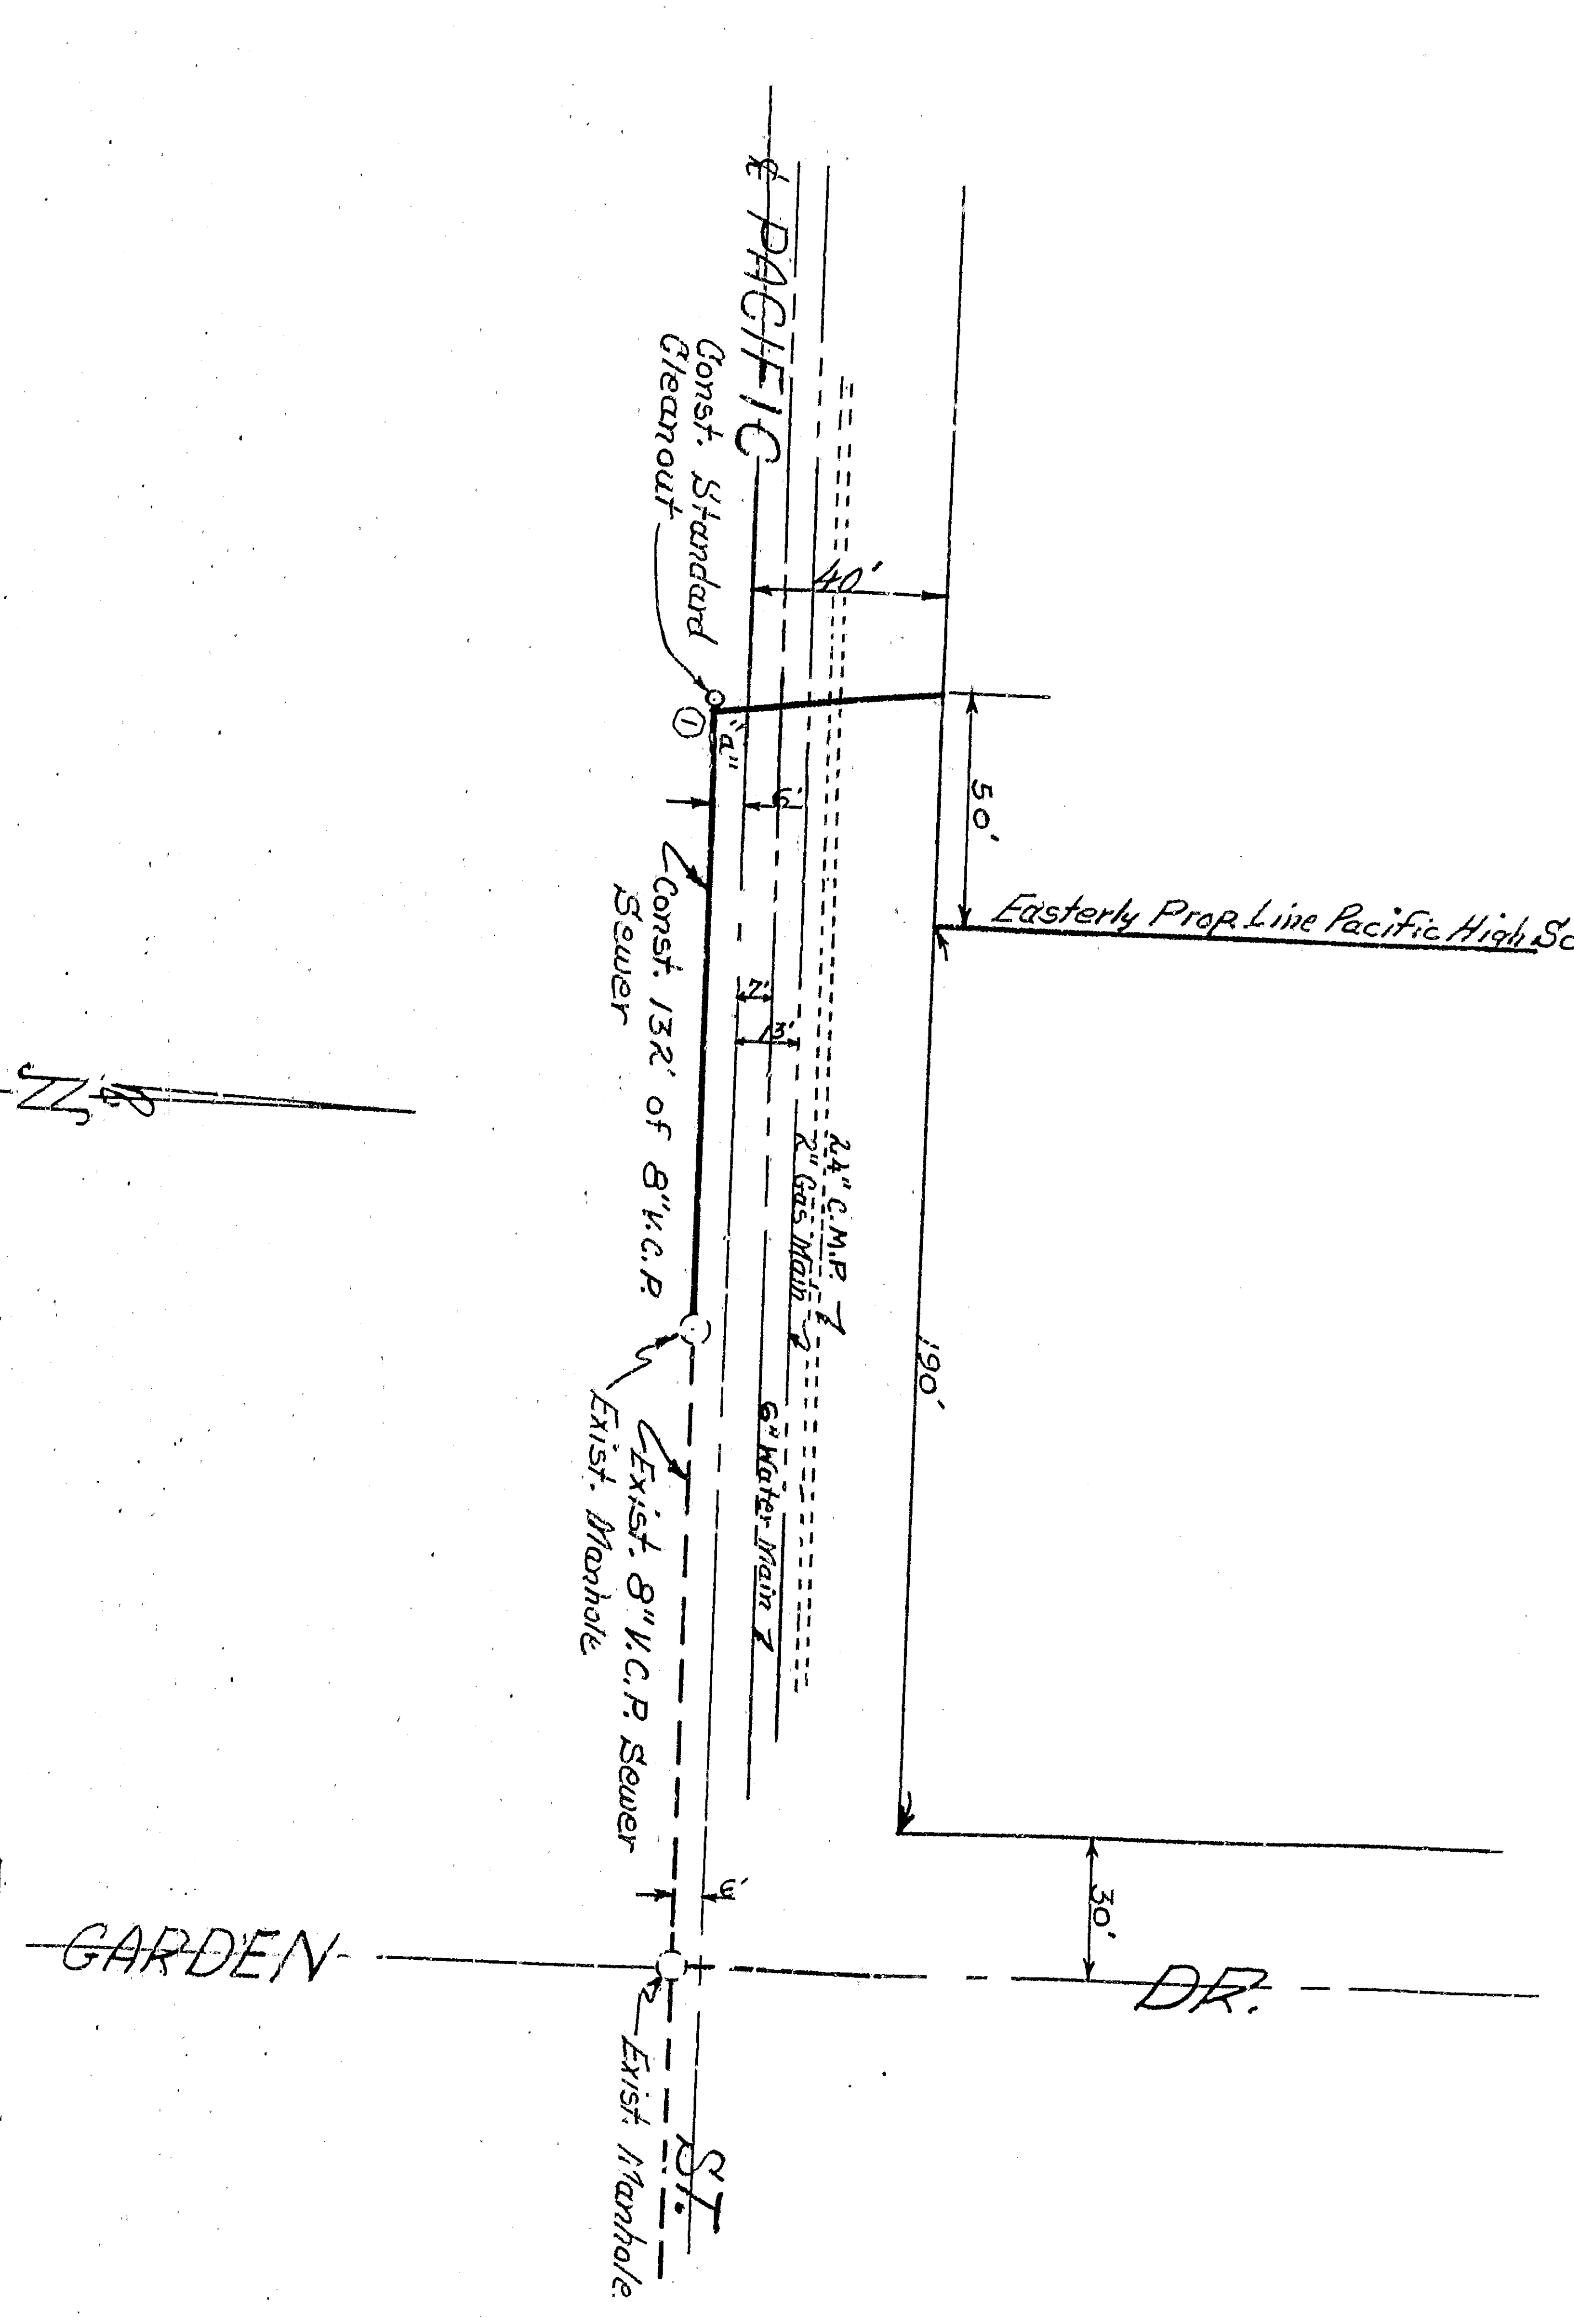 ℄ PACIFIC
ST.
St.
Const. Standard
Cleanout
40'
1
"a"
50'
6'
Easterly Prop. Line Pacific High Sc
Const. 132' of 8" V.C.P.
Sewer
7'
13'
N
24" C.M.P.
2" Gas Main
190'
6" Water Main
Exist. Manhole
Exist. 8" V.C.P. Sewer
6'
30'
GARDEN DR.
Exist. Manhole